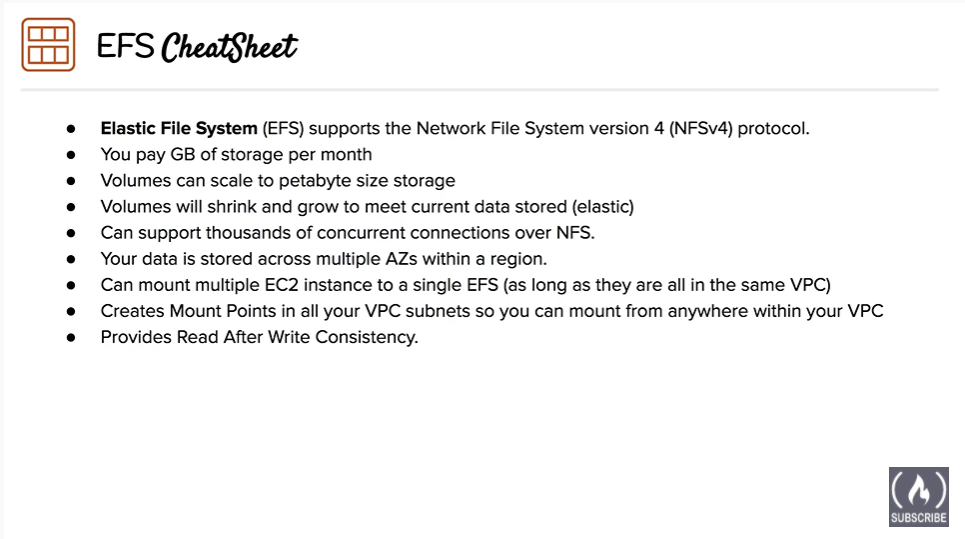 EFS CheatSheet
● Elastic File System (EFS) supports the Network File System version 4 (NFSv4) protocol.
● You pay GB of storage per month
● Volumes can scale to petabyte size storage
● Volumes will shrink and grow to meet current data stored (elastic)
● Can support thousands of concurrent connections over NFS.
● Your data is stored across multiple AZs within a region.
● Can mount multiple EC2 instance to a single EFS (as long as they are all in the same VPC)
● Creates Mount Points in all your VPC subnets so you can mount from anywhere within your VPC
● Provides Read After Write Consistency.
SUBSCRIBE